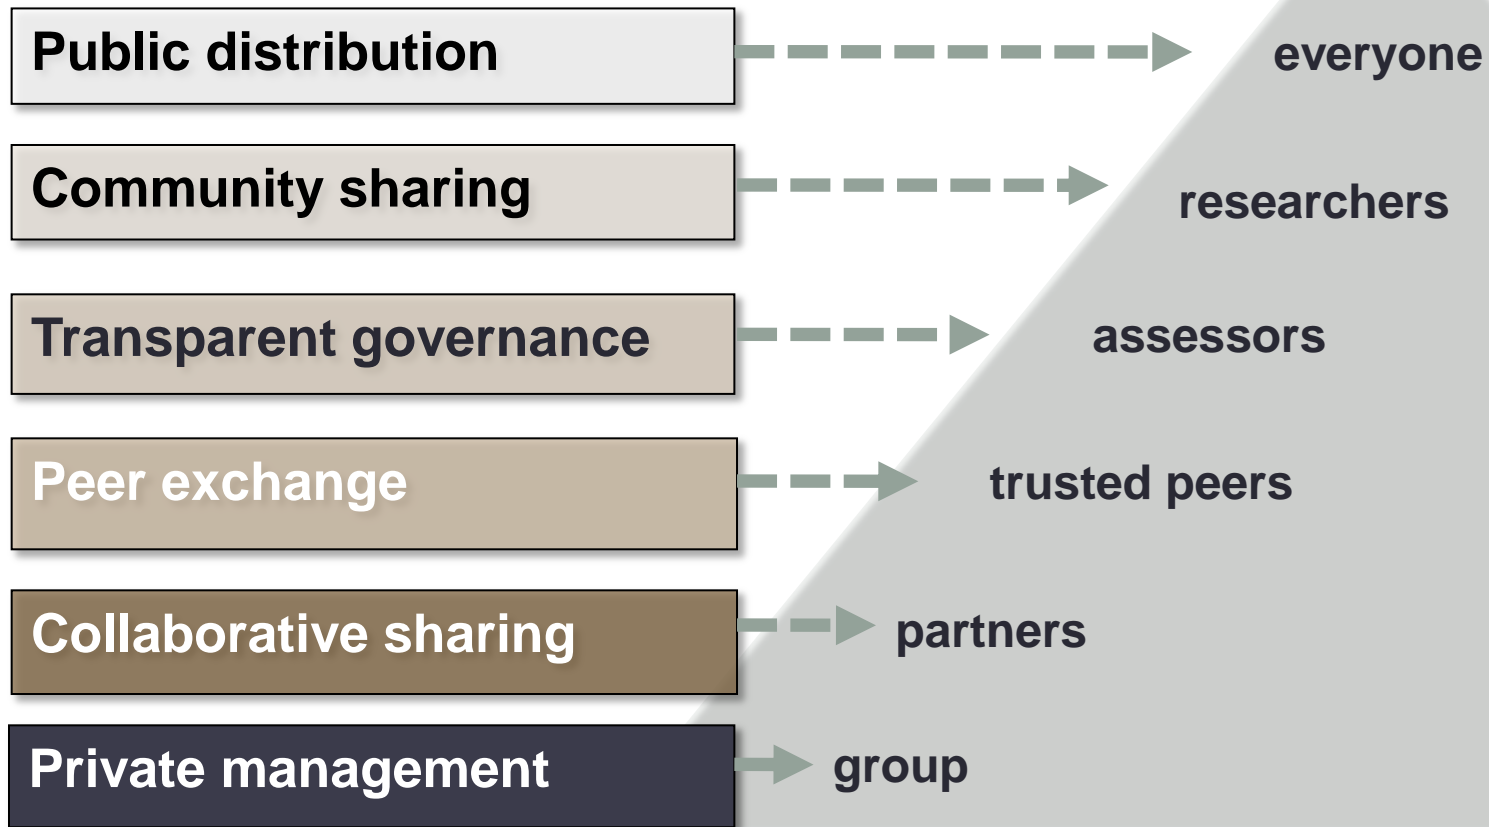 Public distribution everyone
Community sharing researchers
Transparent governance assessors
Peer exchange trusted peers
Collaborative sharing partners
Private management group